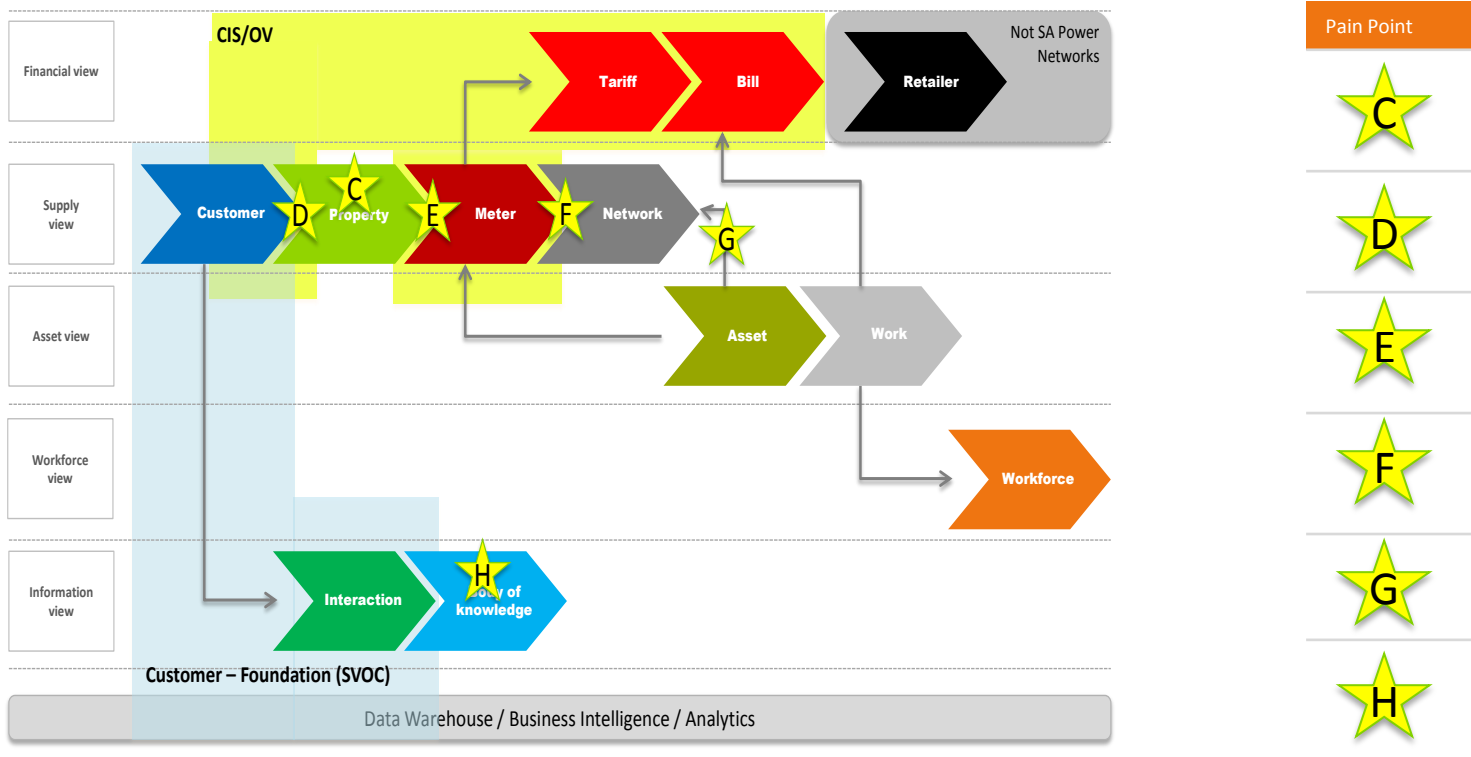 CIS/OV
Not SA Power
Networks
Pain Point
Financial view
Tariff
Bill
Retailer
C
Supply
view
Customer
D
C
Property
E
Meter
F
Network
G
D
Asset view
Asset
Work
E
Workforce
view
Workforce
F
Information
view
Interaction
H
Body of
knowledge
G
Customer – Foundation (SVOC)
H
Data Warehouse / Business Intelligence / Analytics